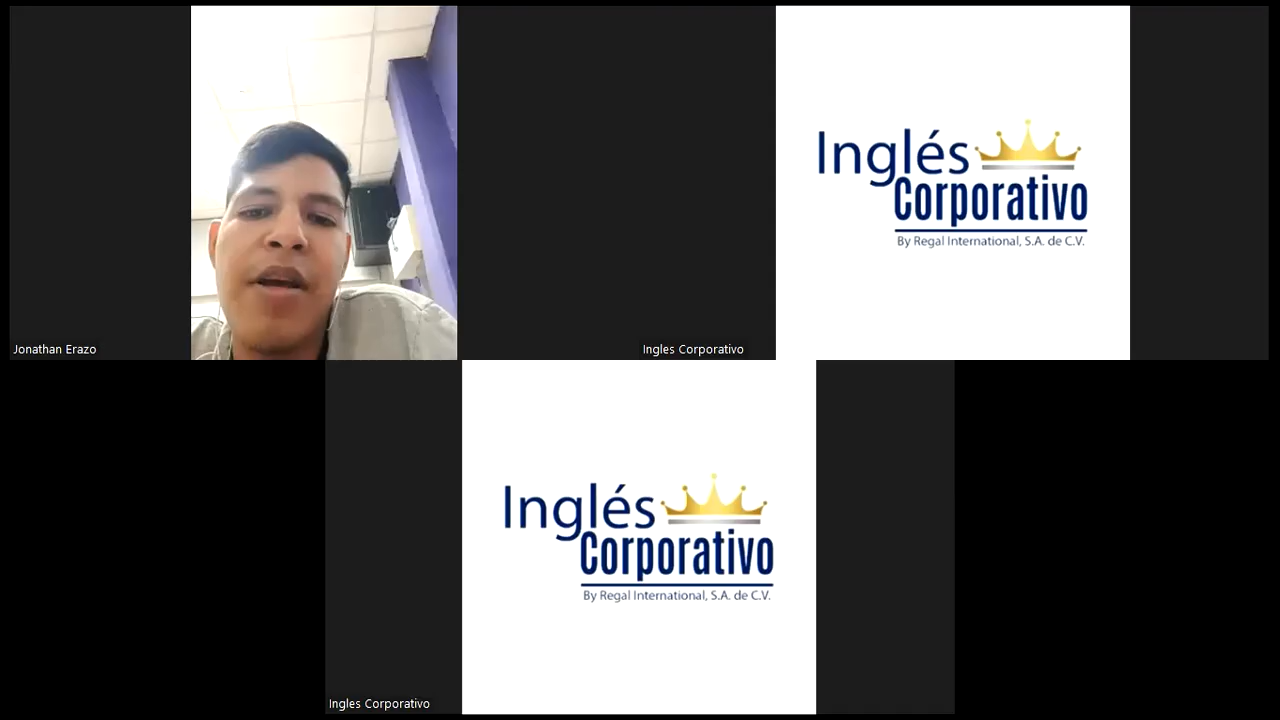 Inglés
Corporativo
By Regal International, S.A. de C.V.
Jonathan Erazo
Ingles Corporativo
Inglés
Corporativo
By Regal International, S.A. de C.V.
Ingles Corporativo